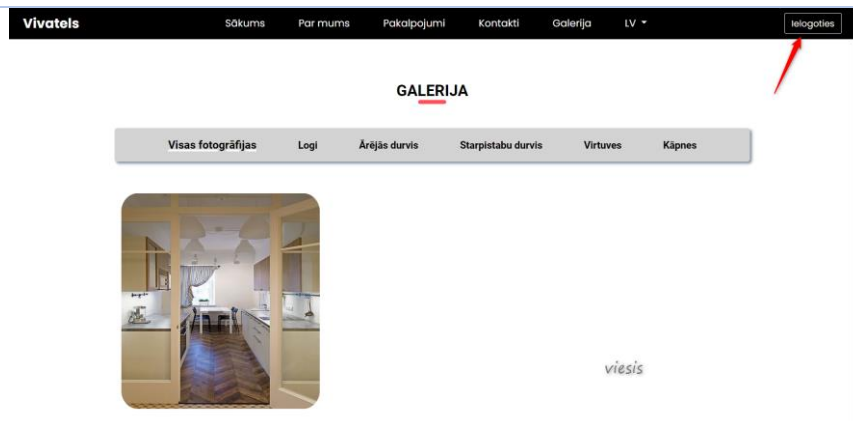 Vivatels Sākums Par mums Pakalpojumi Kontakti Galerija LV Ielogoties
GALERIJA
Visas fotogrāfijas Logi Ārējās durvis Starpistabu durvis Virtuves Kāpnes
viesis